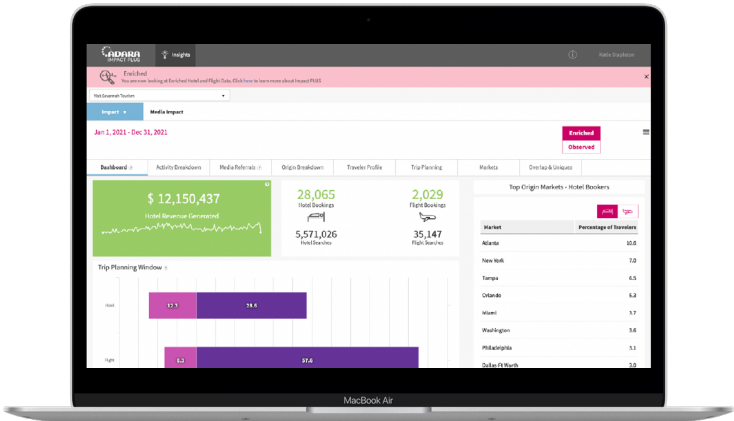 ADARA
IMPACT PLUS
Insights
Enriched
You are now looking at Enriched Hotel and Flight Data. Click here to learn more about Impact PLUS
Visit Savannah Tourism
Impact
Media Impact
Jan 1, 2021 - Dec 31, 2021
Enriched
Observed
Dashboard
Activity Breakdown
Media Referrals
Origin Breakdown
Traveler Profile
Trip Planning
Markets
Overlap & Uniques
$ 12,150,437
Hotel Revenue Generated
28,065
Hotel Bookings
5,571,026
Hotel Searches
2,029
Flight Bookings
35,147
Flight Searches
Top Origin Markets - Hotel Bookers
Market Percentage of Travelers
Atlanta 10.6
New York 7.0
Tampa 6.5
Orlando 6.3
Miami 3.7
Washington 3.6
Philadelphia 3.1
Dallas Ft Worth 3.0
Trip Planning Window
Hotel
28.6
Flight
57.6
MacBook Air